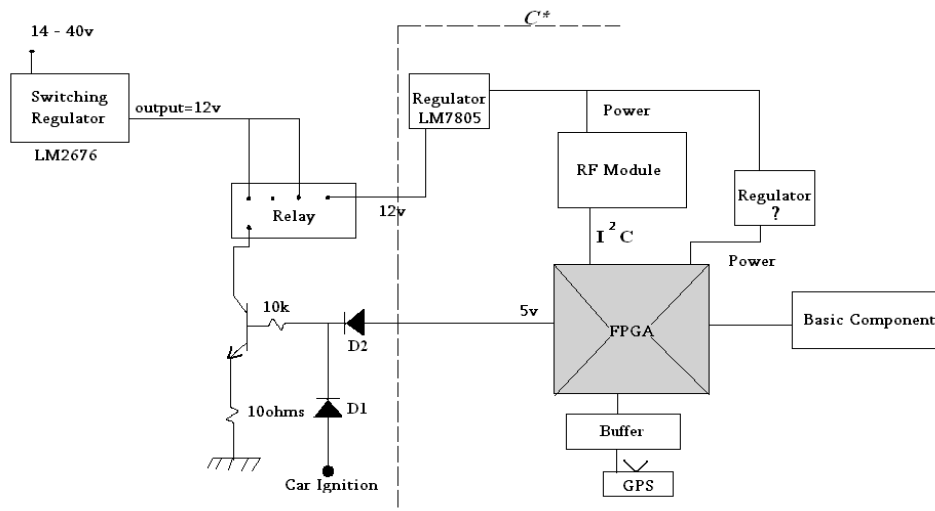 C*
14 - 40v
Switching
Regulator
LM2676
output=12v
Regulator
LM7805
Power
RF Module
Regulator
?
Relay
12v
I²C
Power
10k
D2
5v
FPGA
Basic Component
10ohms
D1
Buffer
Car Ignition
GPS